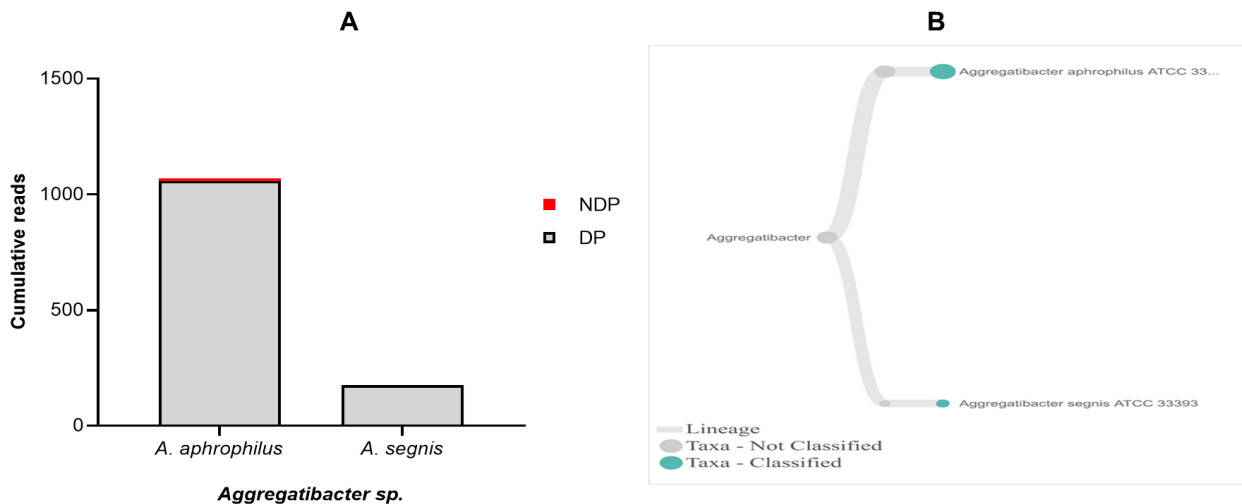 A
Cumulative reads
1500
1000
500
0
A. aphrophilus
A. segnis
Aggregatibacter sp.
NDP
DP
B
Aggregatibacter aphrophilus ATCC 33...
Aggregatibacter
Aggregatibacter segnis ATCC 33393
Lineage
Taxa - Not Classified
Taxa - Classified